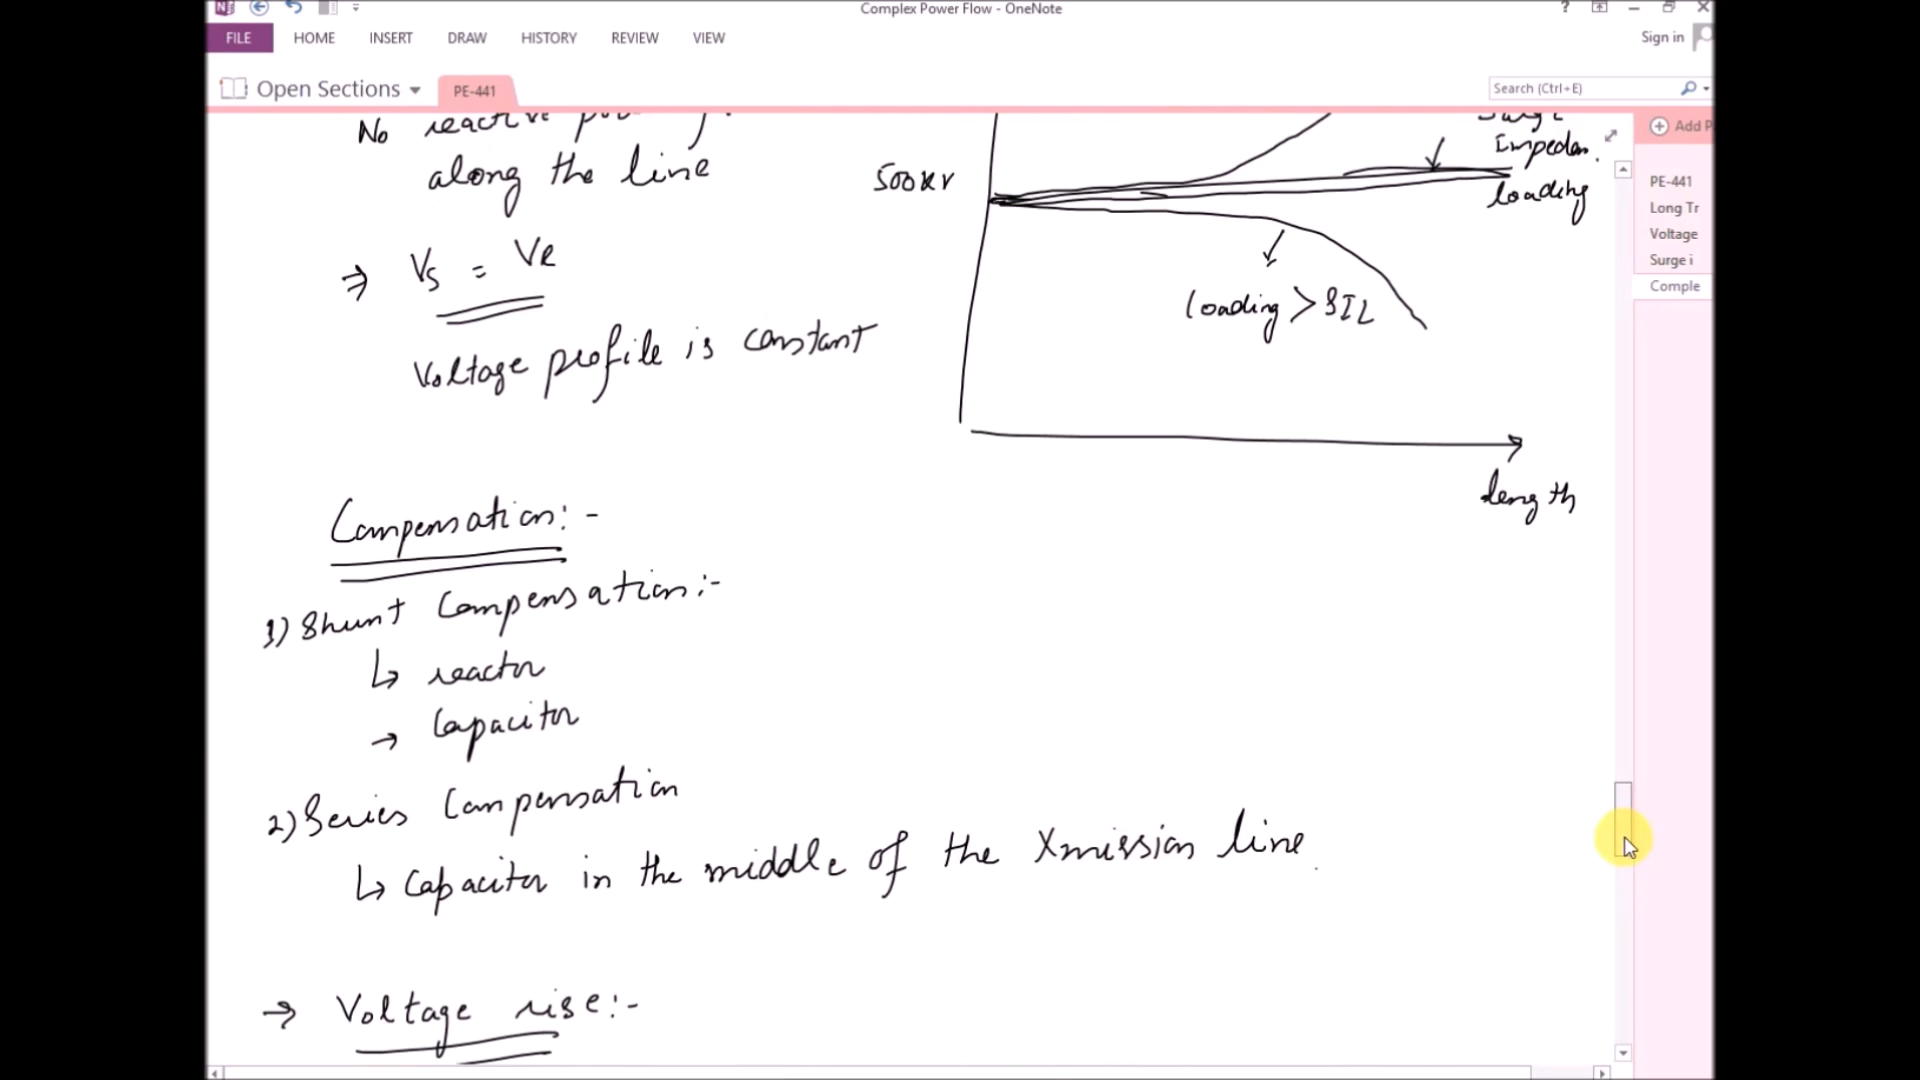 Complex Power Flow - OneNote
FILE HOME INSERT DRAW HISTORY REVIEW VIEW
Sign in
Open Sections
PE-441
Search (Ctrl+E)
Add P
PE-441
Long Tr
Voltage
Surge i
Comple
No reactive
along the line
⇒ Vs = VR
Voltage profile is constant
500kv
Impedan.
loading
loading > SIL
length
Compensation:-
1) Shunt Compensation:-
↳ reactor
→ Capacitor
2) Series Compensation
↳ Capacitor in the middle of the Xmission line.
→ Voltage rise:-